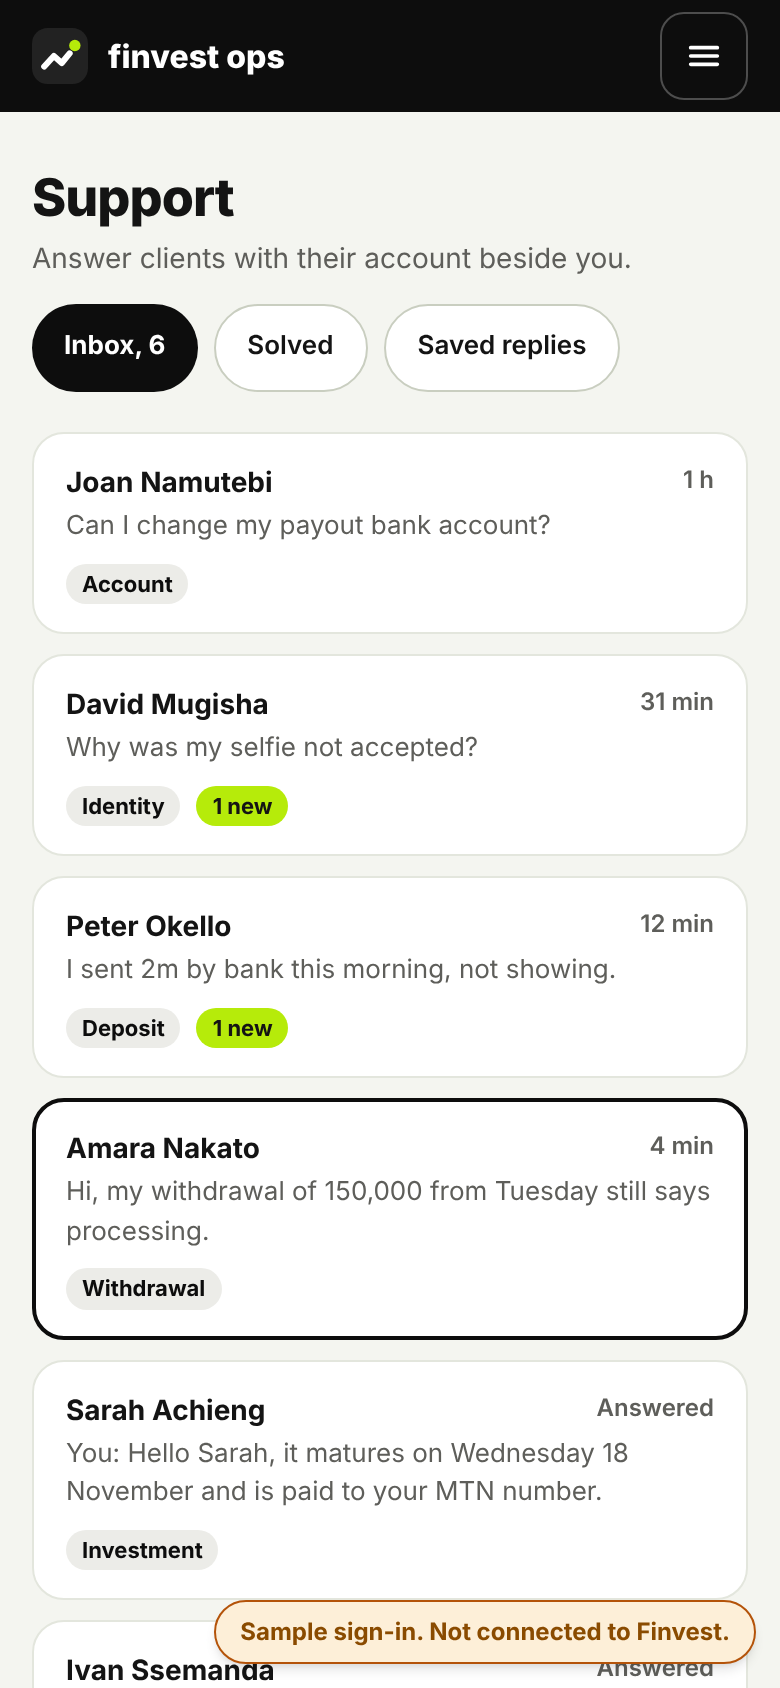 finvest ops
Support
Answer clients with their account beside you.
Inbox, 6
Solved
Saved replies
Joan Namutebi
1 h
Can I change my payout bank account?
Account
David Mugisha
31 min
Why was my selfie not accepted?
Identity
1 new
Peter Okello
12 min
I sent 2m by bank this morning, not showing.
Deposit
1 new
Amara Nakato
4 min
Hi, my withdrawal of 150,000 from Tuesday still says
processing.
Withdrawal
Sarah Achieng
Answered
You: Hello Sarah, it matures on Wednesday 18
November and is paid to your MTN number.
Investment
Sample sign-in. Not connected to Finvest.
Ivan Ssemanda
Answered